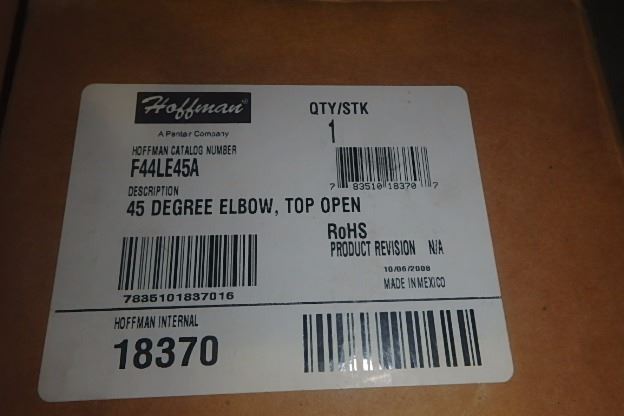 Hoffman®
A Pentair Company
QTY/STK
1
HOFFMAN CATALOG NUMBER
F44LE45A
7 83510 18370 7
DESCRIPTION
45 DEGREE ELBOW, TOP OPEN
RoHS
PRODUCT REVISION N/A
10/06/2008
MADE IN MEXICO
7835101837016
HOFFMAN INTERNAL
18370